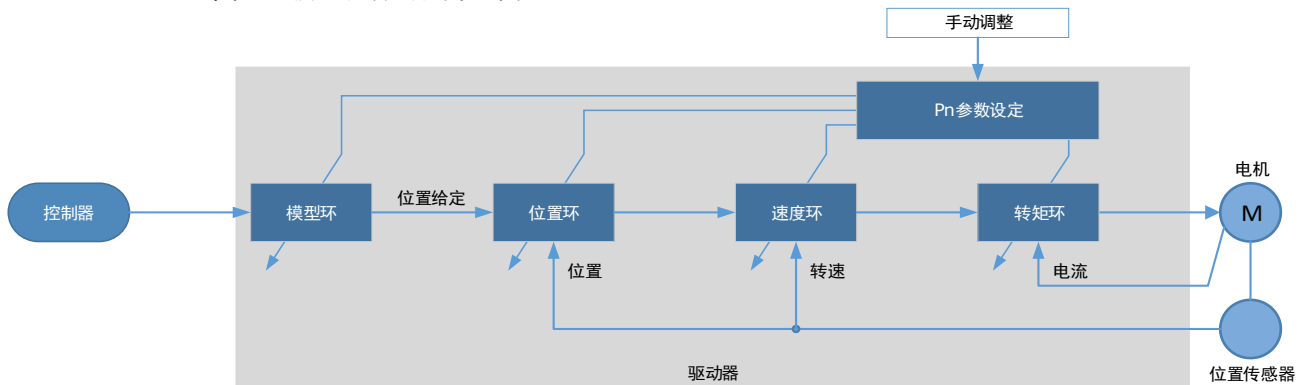 手动调整
Pn参数设定
电机
控制器
模型环
位置给定
位置环
速度环
转矩环
M
位置
转速
电流
驱动器
位置传感器